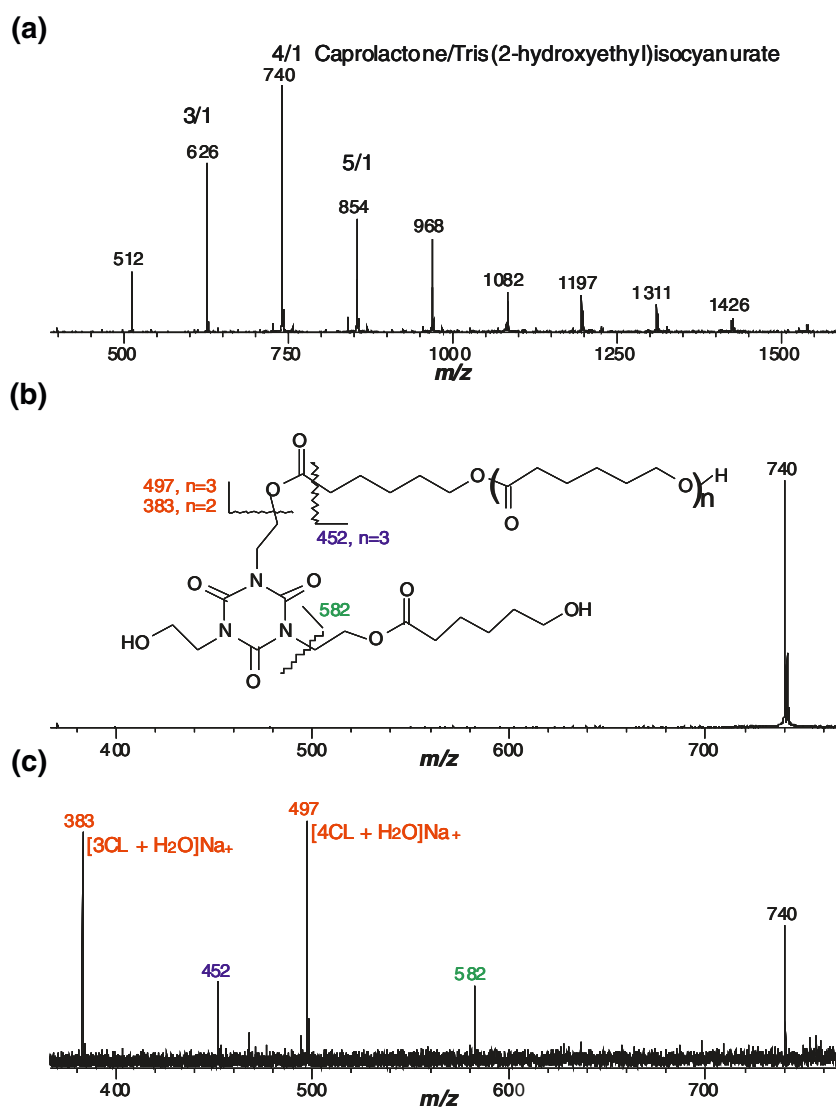 (a)
4/1 Caprolactone/Tris(2-hydroxyethyl)isocyanurate
740
3/1
626
5/1
854
968
512
1082
1197
1311
1426
500
750
1000
1250
1500
m/z
(b)
O
740
497, n=3
383, n=2
O
O
O
H
n
O
452, n=3
O
N
O
582
O
OH
HO
N
N
O
O
400
500
600
700
m/z
(c)
383
[3CL + H2O]Na+
497
[4CL + H2O]Na+
740
452
582
400
500
600
700
m/z